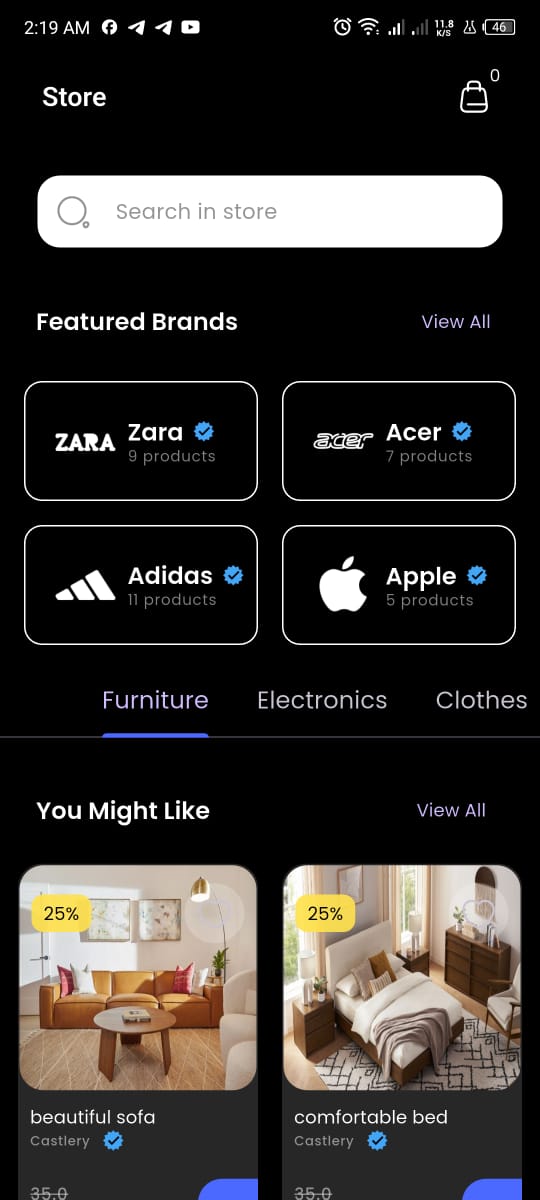 2:19 AM
11.8
K/S
46
0
Store
Search in store
Featured Brands
View All
ZARA
Zara
9 products
acer
Acer
7 products
Adidas
11 products
Apple
5 products
Furniture
Electronics
Clothes
You Might Like
View All
25%
25%
beautiful sofa
Castlery
comfortable bed
Castlery
35.0
35.0